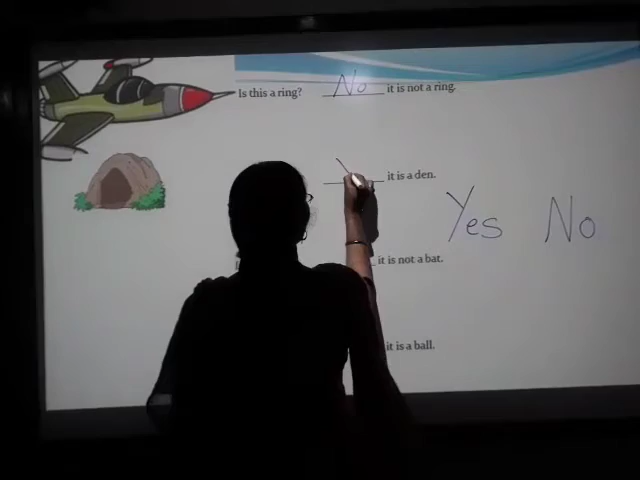 Is this a ring? No it is not a ring.
it is a den.
Yes No
it is not a bat.
it is a ball.